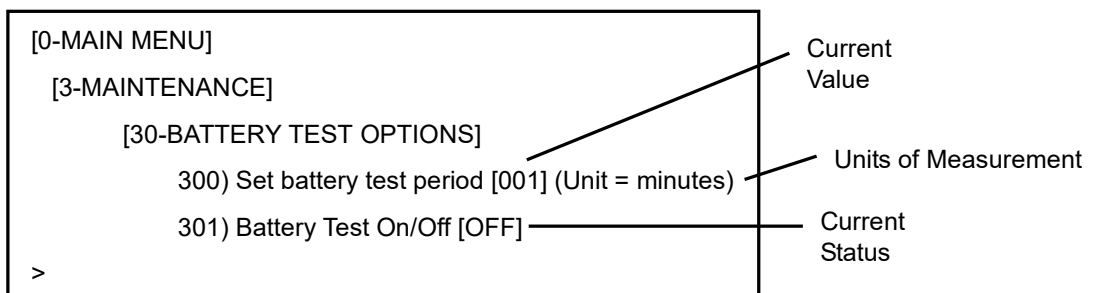 [0-MAIN MENU]
[3-MAINTENANCE]
[30-BATTERY TEST OPTIONS]
300) Set battery test period [001] (Unit = minutes)
301) Battery Test On/Off [OFF]
>
Current
Value
Units of Measurement
Current
Status